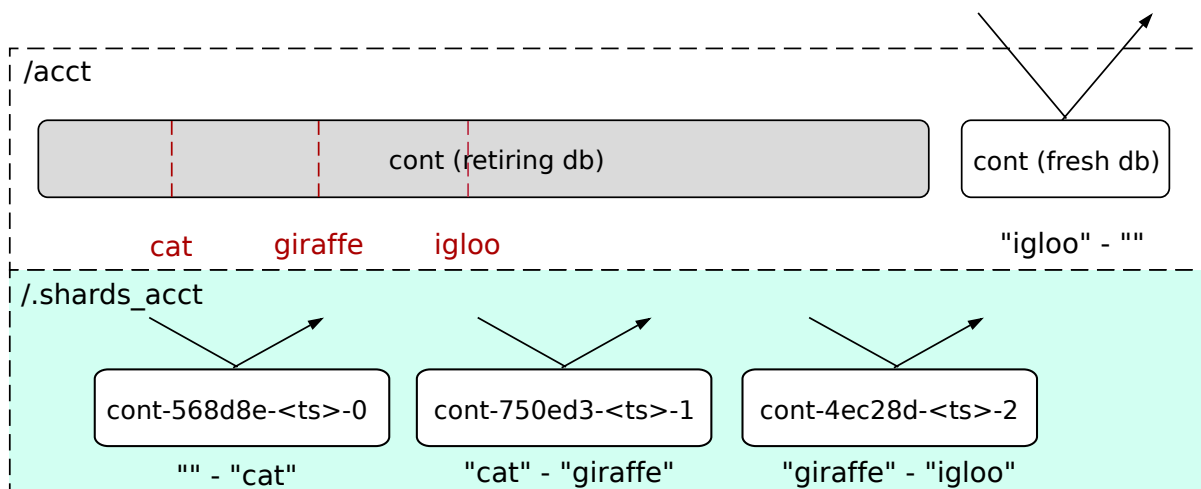 /acct
cont (retiring db)
cont (fresh db)
cat
giraffe
igloo
"igloo" - ""
/.shards_acct
cont-568d8e-<ts>-0
cont-750ed3-<ts>-1
cont-4ec28d-<ts>-2
"" - "cat"
"cat" - "giraffe"
"giraffe" - "igloo"